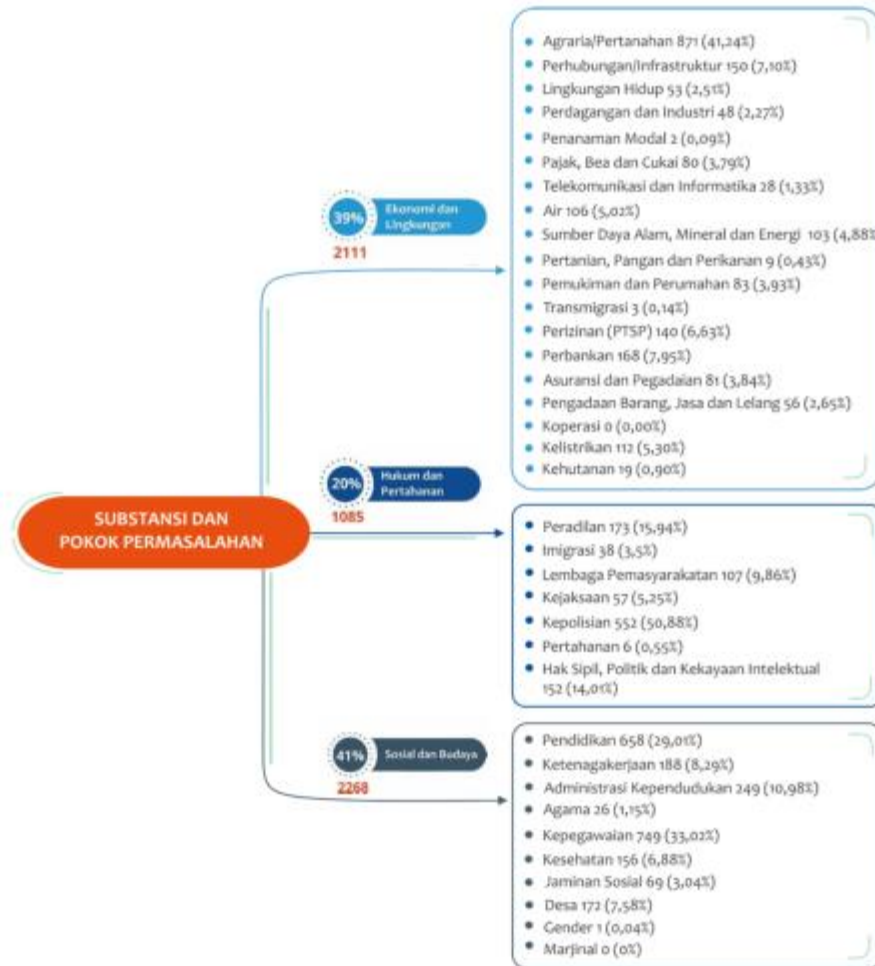 SUBSTANSI DAN
POKOK PERMASALAHAN
39%
Ekonomi dan
Lingkungan
2111
Agraria/Pertanahan 871 (41,24%)
Perhubungan/Infrastruktur 150 (7,10%)
Lingkungan Hidup 53 (2,51%)
Perdagangan dan Industri 48 (2,27%)
Penanaman Modal 2 (0,09%)
Pajak, Bea dan Cukai 80 (3,79%)
Telekomunikasi dan Informatika 28 (1,33%)
Air 106 (5,02%)
Sumber Daya Alam, Mineral dan Energi 103 (4,88%
Pertanian, Pangan dan Perikanan 9 (0,43%)
Pemukiman dan Perumahan 83 (3,93%)
Transmigrasi 3 (0,14%)
Perizinan (PTSP) 140 (6,63%)
Perbankan 168 (7,95%)
Asuransi dan Pegadaian 81 (3,84%)
Pengadaan Barang, Jasa dan Lelang 56 (2,65%)
Koperasi 0 (0,00%)
Kelistrikan 112 (5,30%)
Kehutanan 19 (0,90%)
20%
Hukum dan
Pertahanan
1085
Peradilan 173 (15,94%)
Imigrasi 38 (3,5%)
Lembaga Pemasyarakatan 107 (9,86%)
Kejaksaan 57 (5,25%)
Kepolisian 552 (50,88%)
Pertahanan 6 (0,55%)
Hak Sipil, Politik dan Kekayaan Intelektual
152 (14,01%)
41%
Sosial dan Budaya
2268
Pendidikan 658 (29,01%)
Ketenagakerjaan 188 (8,29%)
Administrasi Kependudukan 249 (10,98%)
Agama 26 (1,15%)
Kepegawaian 749 (33,02%)
Kesehatan 156 (6,88%)
Jaminan Sosial 69 (3,04%)
Desa 172 (7,58%)
Gender 1 (0,04%)
Marjinal 0 (0%)